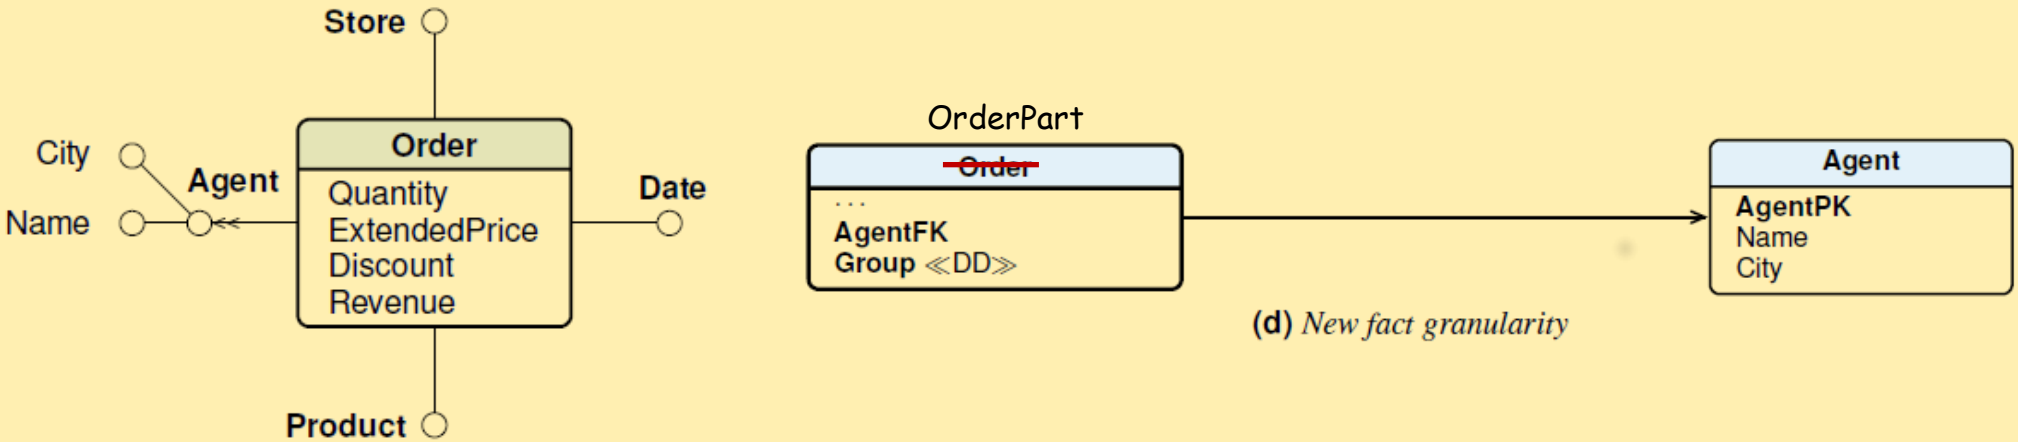 Store
City
Name
Agent
Order
Quantity
ExtendedPrice
Discount
Revenue
Date
Product
OrderPart
Order
. . .
AgentFK
Group ≪DD≫
Agent
AgentPK
Name
City
(d) New fact granularity